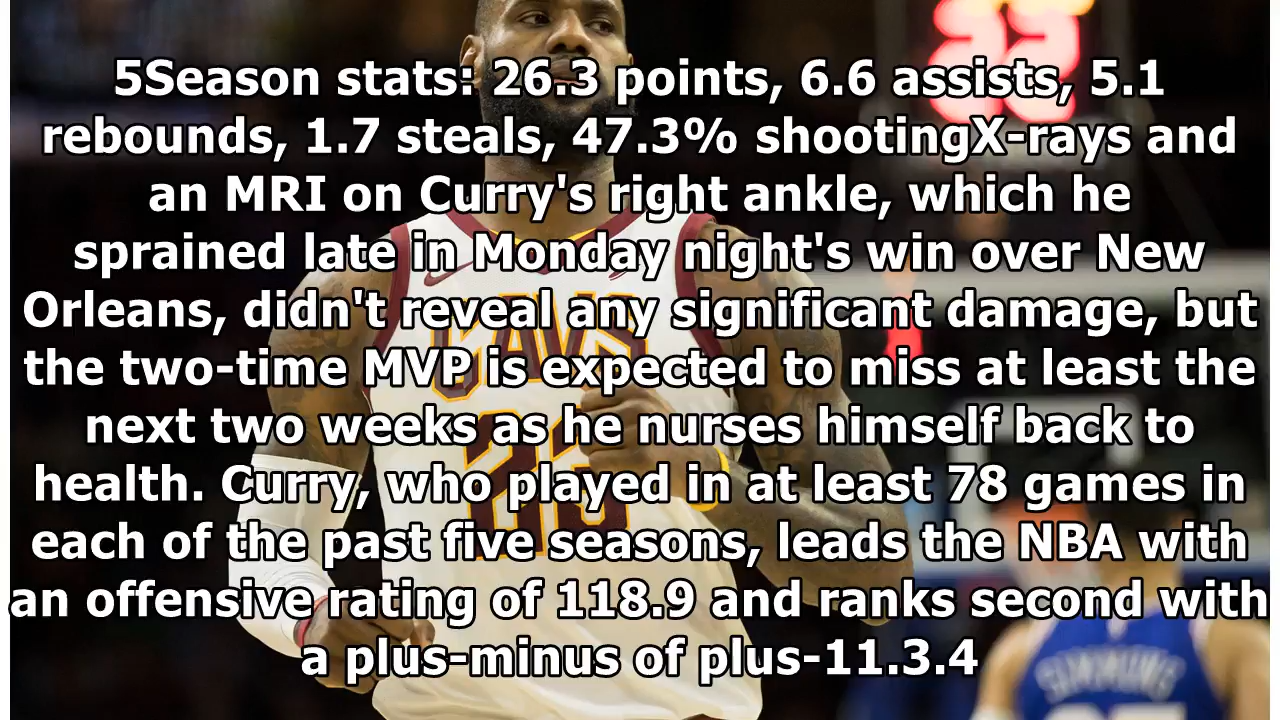 5Season stats: 26.3 points, 6.6 assists, 5.1
rebounds, 1.7 steals, 47.3% shootingX-rays and
an MRI on Curry's right ankle, which he
sprained late in Monday night's win over New
Orleans, didn't reveal any significant damage, but
the two-time MVP is expected to miss at least the
next two weeks as he nurses himself back to
health. Curry, who played in at least 78 games in
each of the past five seasons, leads the NBA with
an offensive rating of 118.9 and ranks second with
a plus-minus of plus-11.3.4
22
CAVS
23
SIMMONS